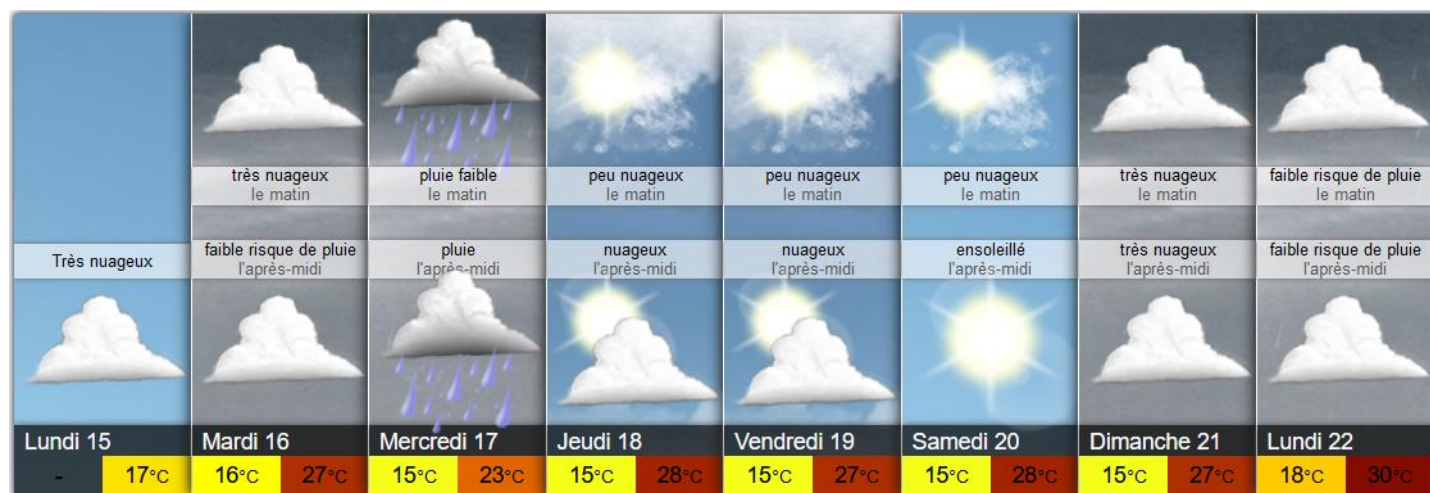 très nuageux
le matin
pluie faible
le matin
peu nuageux
le matin
peu nuageux
le matin
peu nuageux
le matin
très nuageux
le matin
faible risque de pluie
le matin
Très nuageux
faible risque de pluie
l'après-midi
pluie
l'après-midi
nuageux
l'après-midi
nuageux
l'après-midi
ensoleillé
l'après-midi
très nuageux
l'après-midi
faible risque de pluie
l'après-midi
Lundi 15
Mardi 16
Mercredi 17
Jeudi 18
Vendredi 19
Samedi 20
Dimanche 21
Lundi 22
- 17°C
16°C 27°C
15°C 23°C
15°C 28°C
15°C 27°C
15°C 28°C
15°C 27°C
18°C 30°C